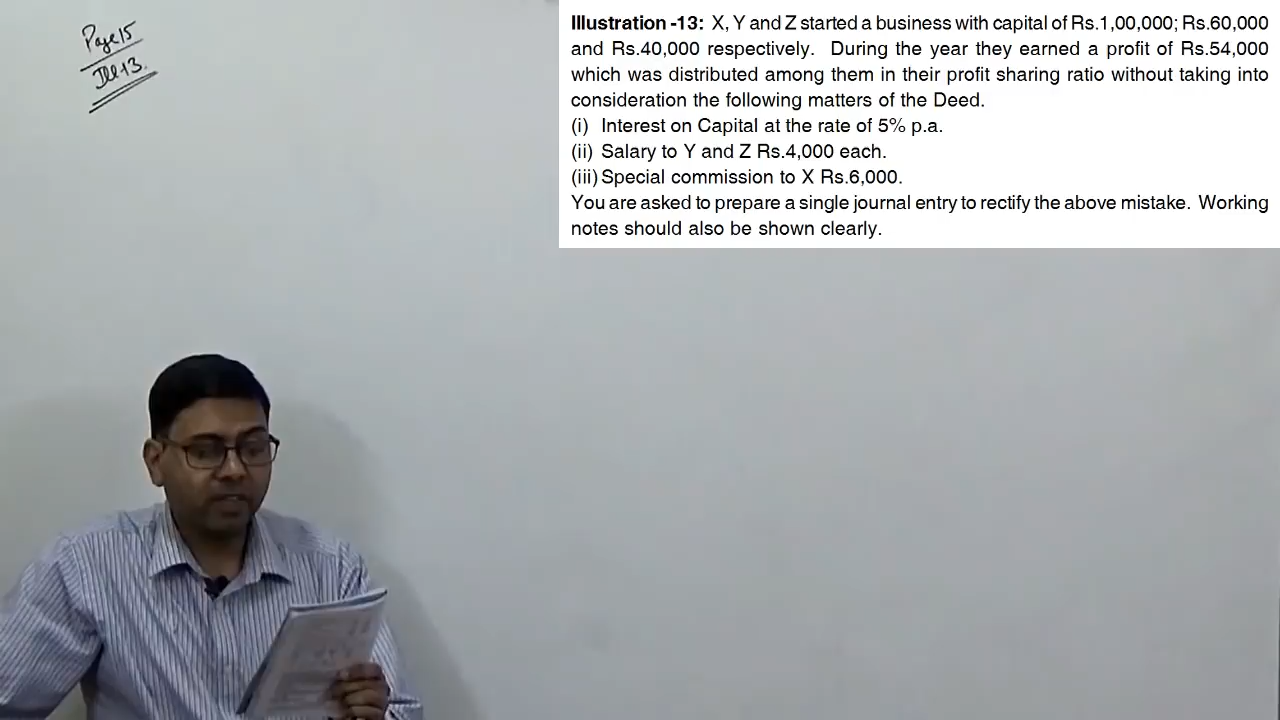 Page 15
Ill 13.
Illustration -13: X, Y and Z started a business with capital of Rs.1,00,000; Rs.60,000
and Rs.40,000 respectively. During the year they earned a profit of Rs.54,000
which was distributed among them in their profit sharing ratio without taking into
consideration the following matters of the Deed.
(i) Interest on Capital at the rate of 5% p.a.
(ii) Salary to Y and Z Rs.4,000 each.
(iii) Special commission to X Rs.6,000.
You are asked to prepare a single journal entry to rectify the above mistake. Working
notes should also be shown clearly.